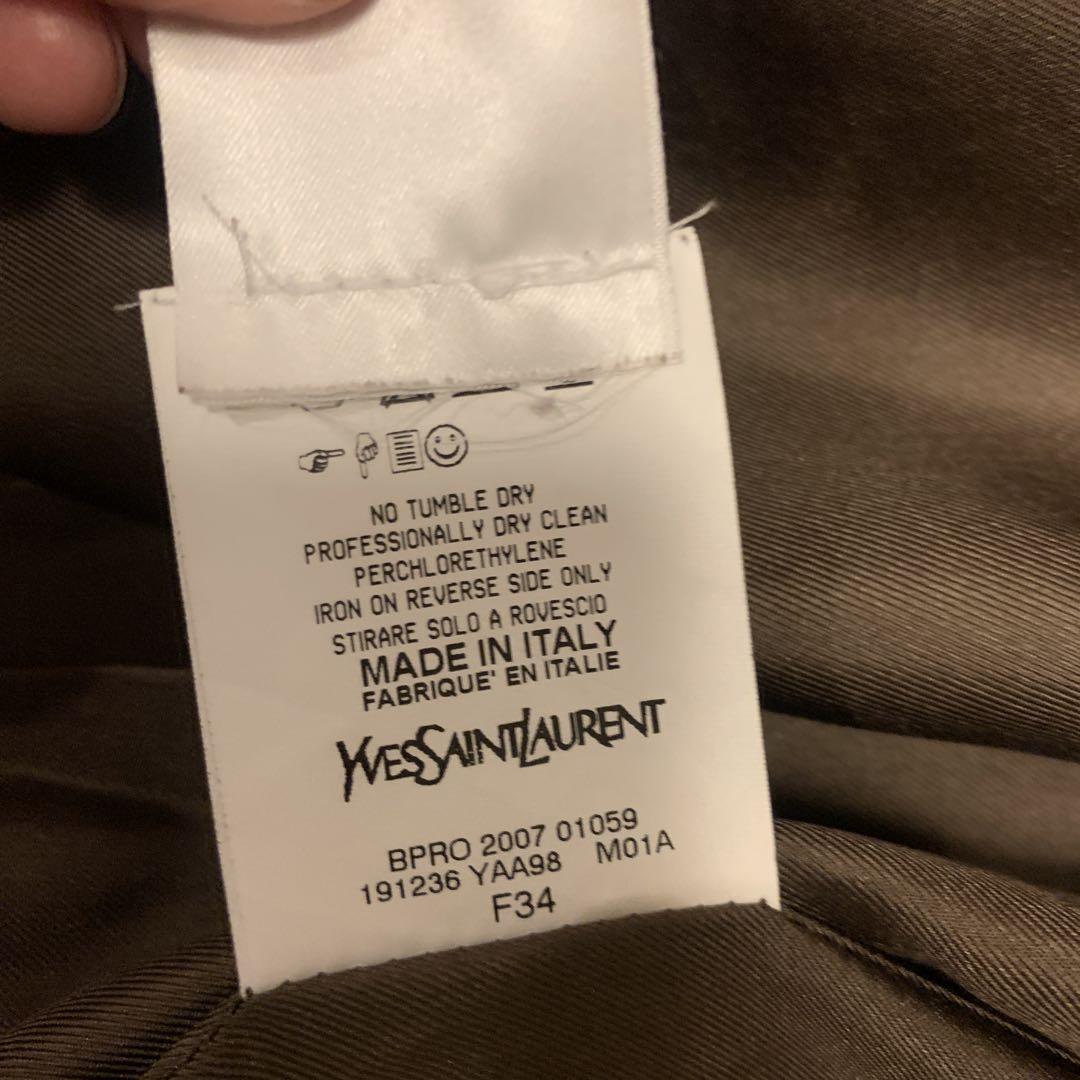 NO TUMBLE DRY
PROFESSIONALLY DRY CLEAN
PERCHLORETHYLENE
IRON ON REVERSE SIDE ONLY
STIRARE SOLO A ROVESCIO
MADE IN ITALY
FABRIQUE' EN ITALIE
YVESSAINTLAURENT
BPRO 2007 01059
191236 YAA98 M01A
F34